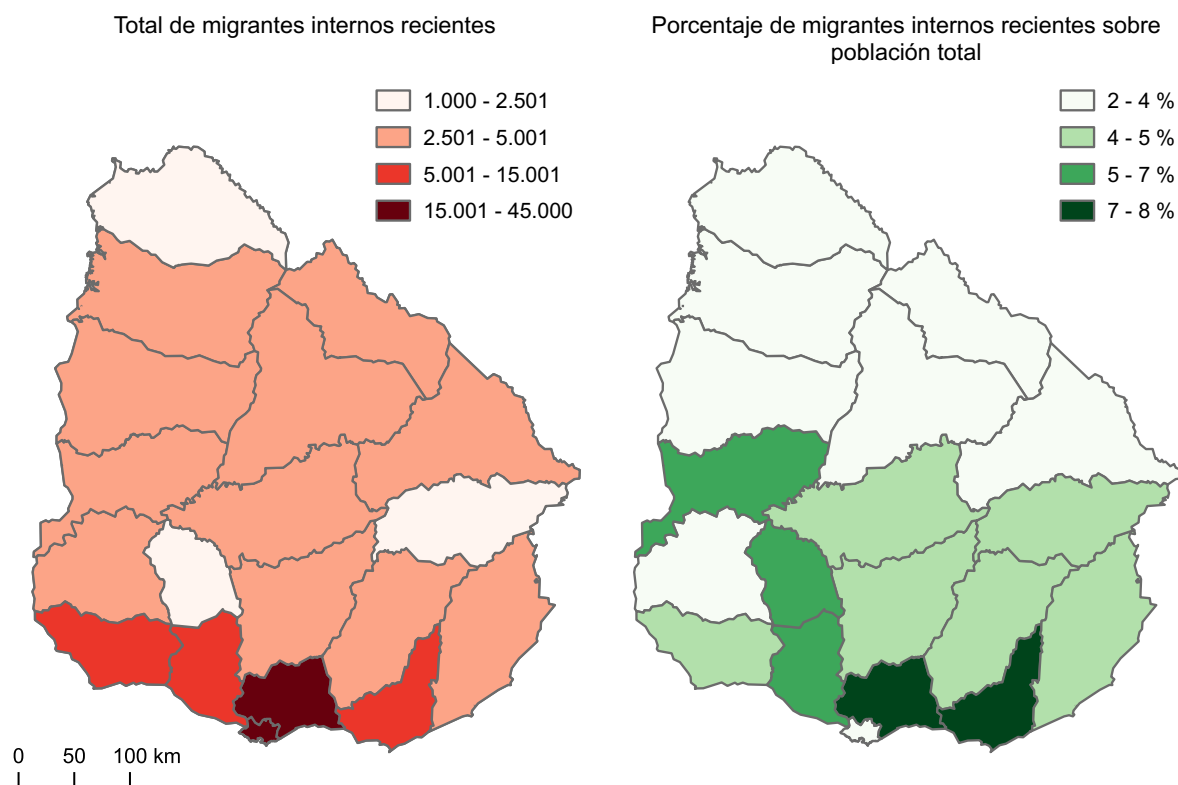 Total de migrantes internos recientes
1.000 - 2.501
2.501 - 5.001
5.001 - 15.001
15.001 - 45.000
0 50 100 km
Porcentaje de migrantes internos recientes sobre
población total
2 - 4 %
4 - 5 %
5 - 7 %
7 - 8 %